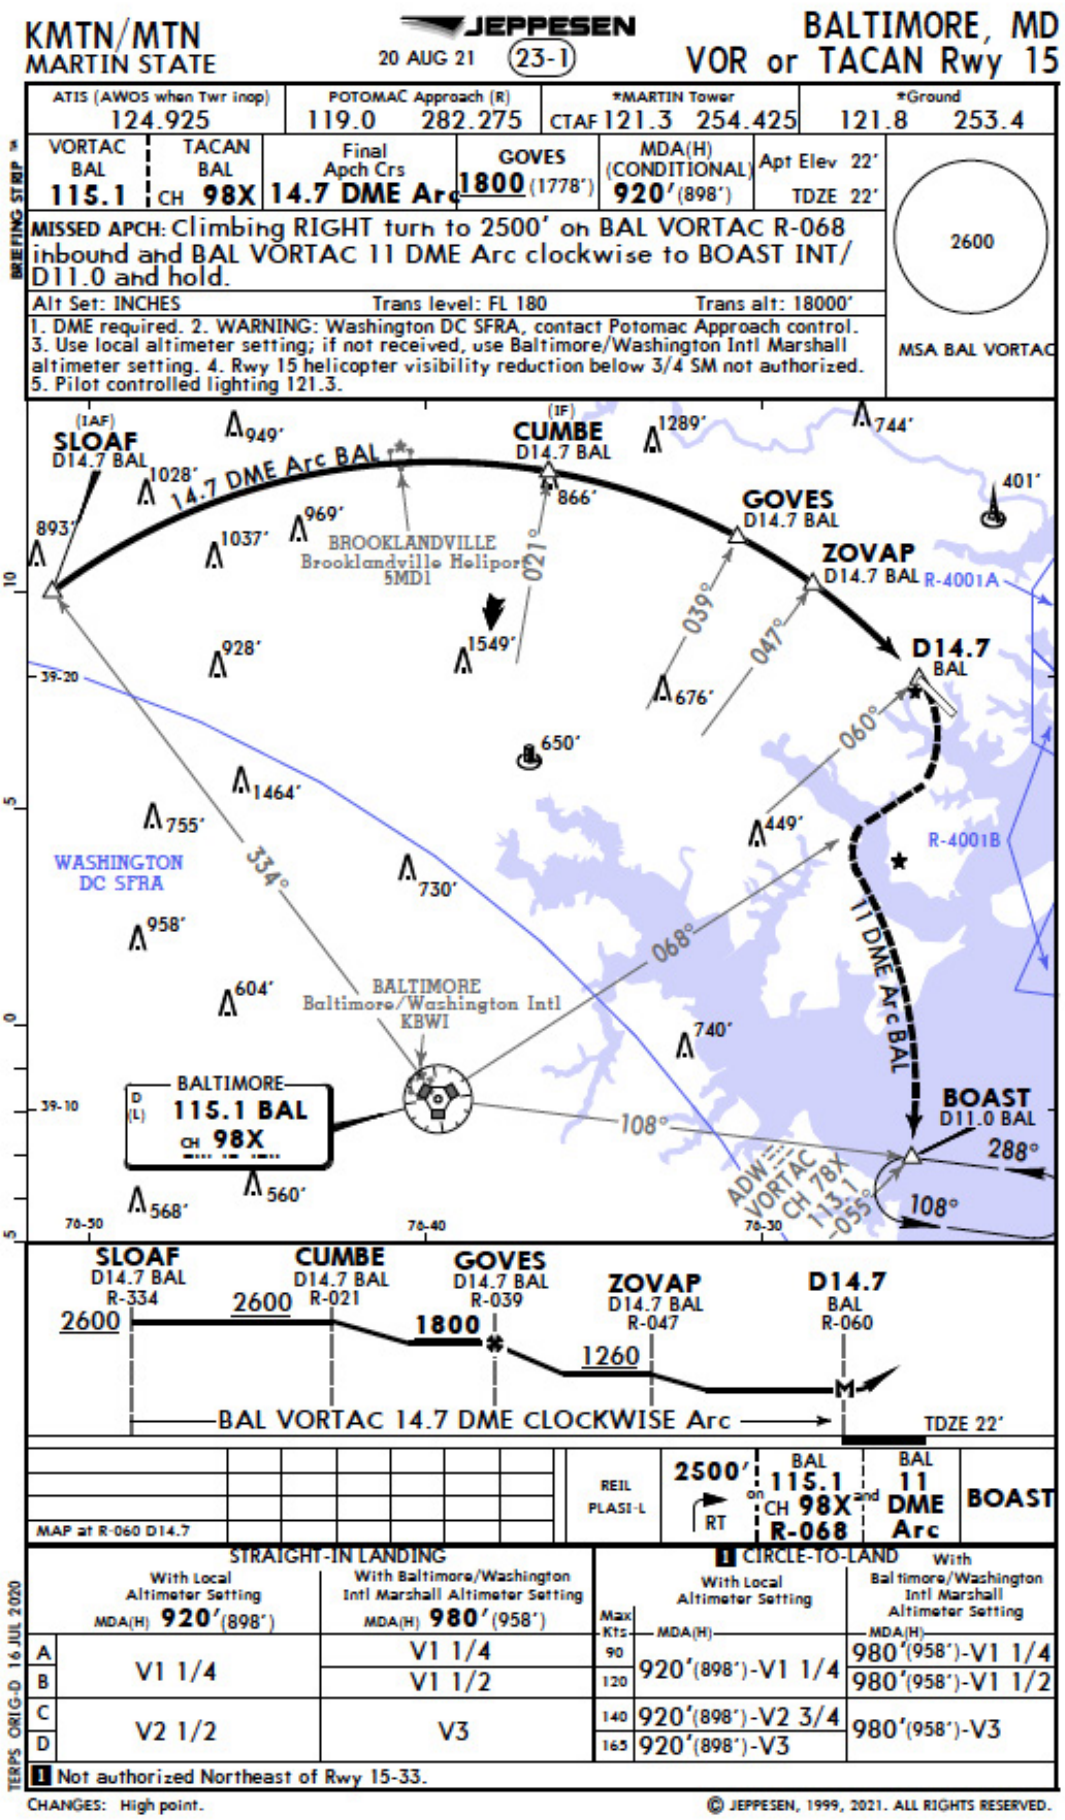 KMTN/MTN
MARTIN STATE
JEPPESEN
20 AUG 21
23-1
BALTIMORE, MD
VOR or TACAN Rwy 15
ATIS (AWOS when Twr inop)
124.925
POTOMAC Approach (R)
119.0 282.275
*MARTIN Tower
CTAF 121.3 254.425
*Ground
121.8 253.4
BRIEFING STRIP TM
VORTAC
BAL
115.1
TACAN
BAL
CH 98X
Final
Apch Crs
14.7 DME Arc
GOVES
1800 (1778')
MDA(H)
(CONDITIONAL)
920' (898')
Apt Elev 22'
TDZE 22'
2600
MSA BAL VORTAC
MISSED APCH: Climbing RIGHT turn to 2500' on BAL VORTAC R-068
inbound and BAL VORTAC 11 DME Arc clockwise to BOAST INT/
D11.0 and hold.
Alt Set: INCHES Trans level: FL 180 Trans alt: 18000'
1. DME required. 2. WARNING: Washington DC SFRA, contact Potomac Approach control.
3. Use local altimeter setting; if not received, use Baltimore/Washington Intl Marshall
altimeter setting. 4. Rwy 15 helicopter visibility reduction below 3/4 SM not authorized.
5. Pilot controlled lighting 121.3.
(IAF)
SLOAF
D14.7 BAL
949'
1028'
14.7 DME Arc BAL
(IF)
CUMBE
D14.7 BAL
866'
1289'
744'
401'
GOVES
D14.7 BAL
893'
1037'
969'
BROOKLANDVILLE
Brooklandville Heliport
5MD1
021°
ZOVAP
D14.7 BAL
R-4001A
10
039°
047°
928'
1549'
39-20
676'
D14.7
BAL
060°
650'
1464'
755'
5
449'
R-4001B
WASHINGTON
DC SFRA
334°
730'
958'
068°
11 DME Arc BAL
604'
BALTIMORE
Baltimore/Washington Intl
KBWI
0
740'
BALTIMORE
D
(L)
115.1 BAL
CH 98X
39-10
108°
BOAST
D11.0 BAL
288°
ADW
VORTAC
CH 78X
113.1
055°
108°
568'
560'
5
76-50
76-40
76-30
SLOAF
D14.7 BAL
R-334
CUMBE
D14.7 BAL
R-021
GOVES
D14.7 BAL
R-039
ZOVAP
D14.7 BAL
R-047
D14.7
BAL
R-060
2600
2600
1800
1260
M
BAL VORTAC 14.7 DME CLOCKWISE Arc
TDZE 22'
MAP at R-060 D14.7
REIL
PLASI-L
2500'
RT
on
BAL
115.1
CH 98X
R-068
and
BAL
11
DME
Arc
BOAST
STRAIGHT-IN LANDING
With Local
Altimeter Setting
MDA(H) 920' (898')
With Baltimore/Washington
Intl Marshall Altimeter Setting
MDA(H) 980' (958')
1 CIRCLE-TO-LAND
With Local
Altimeter Setting
With
Baltimore/Washington
Intl Marshall
Altimeter Setting
Max
Kts
MDA(H)
MDA(H)
A
B
C
D
V1 1/4
V2 1/2
V1 1/4
V1 1/2
V3
90
120
140
165
920' (898')-V1 1/4
920' (898')-V2 3/4
920' (898')-V3
980' (958')-V1 1/4
980' (958')-V1 1/2
980' (958')-V3
1 Not authorized Northeast of Rwy 15-33.
TERPS ORIG-D 16 JUL 2020
CHANGES: High point.
© JEPPESEN, 1999, 2021. ALL RIGHTS RESERVED.